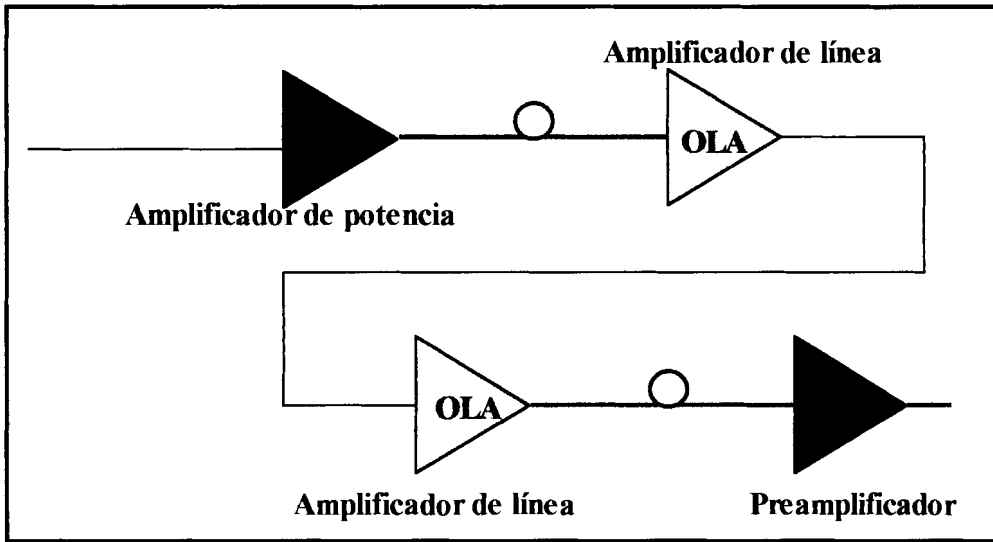 Amplificador de línea
OLA
Amplificador de potencia
OLA
Amplificador de línea
Preamplificador